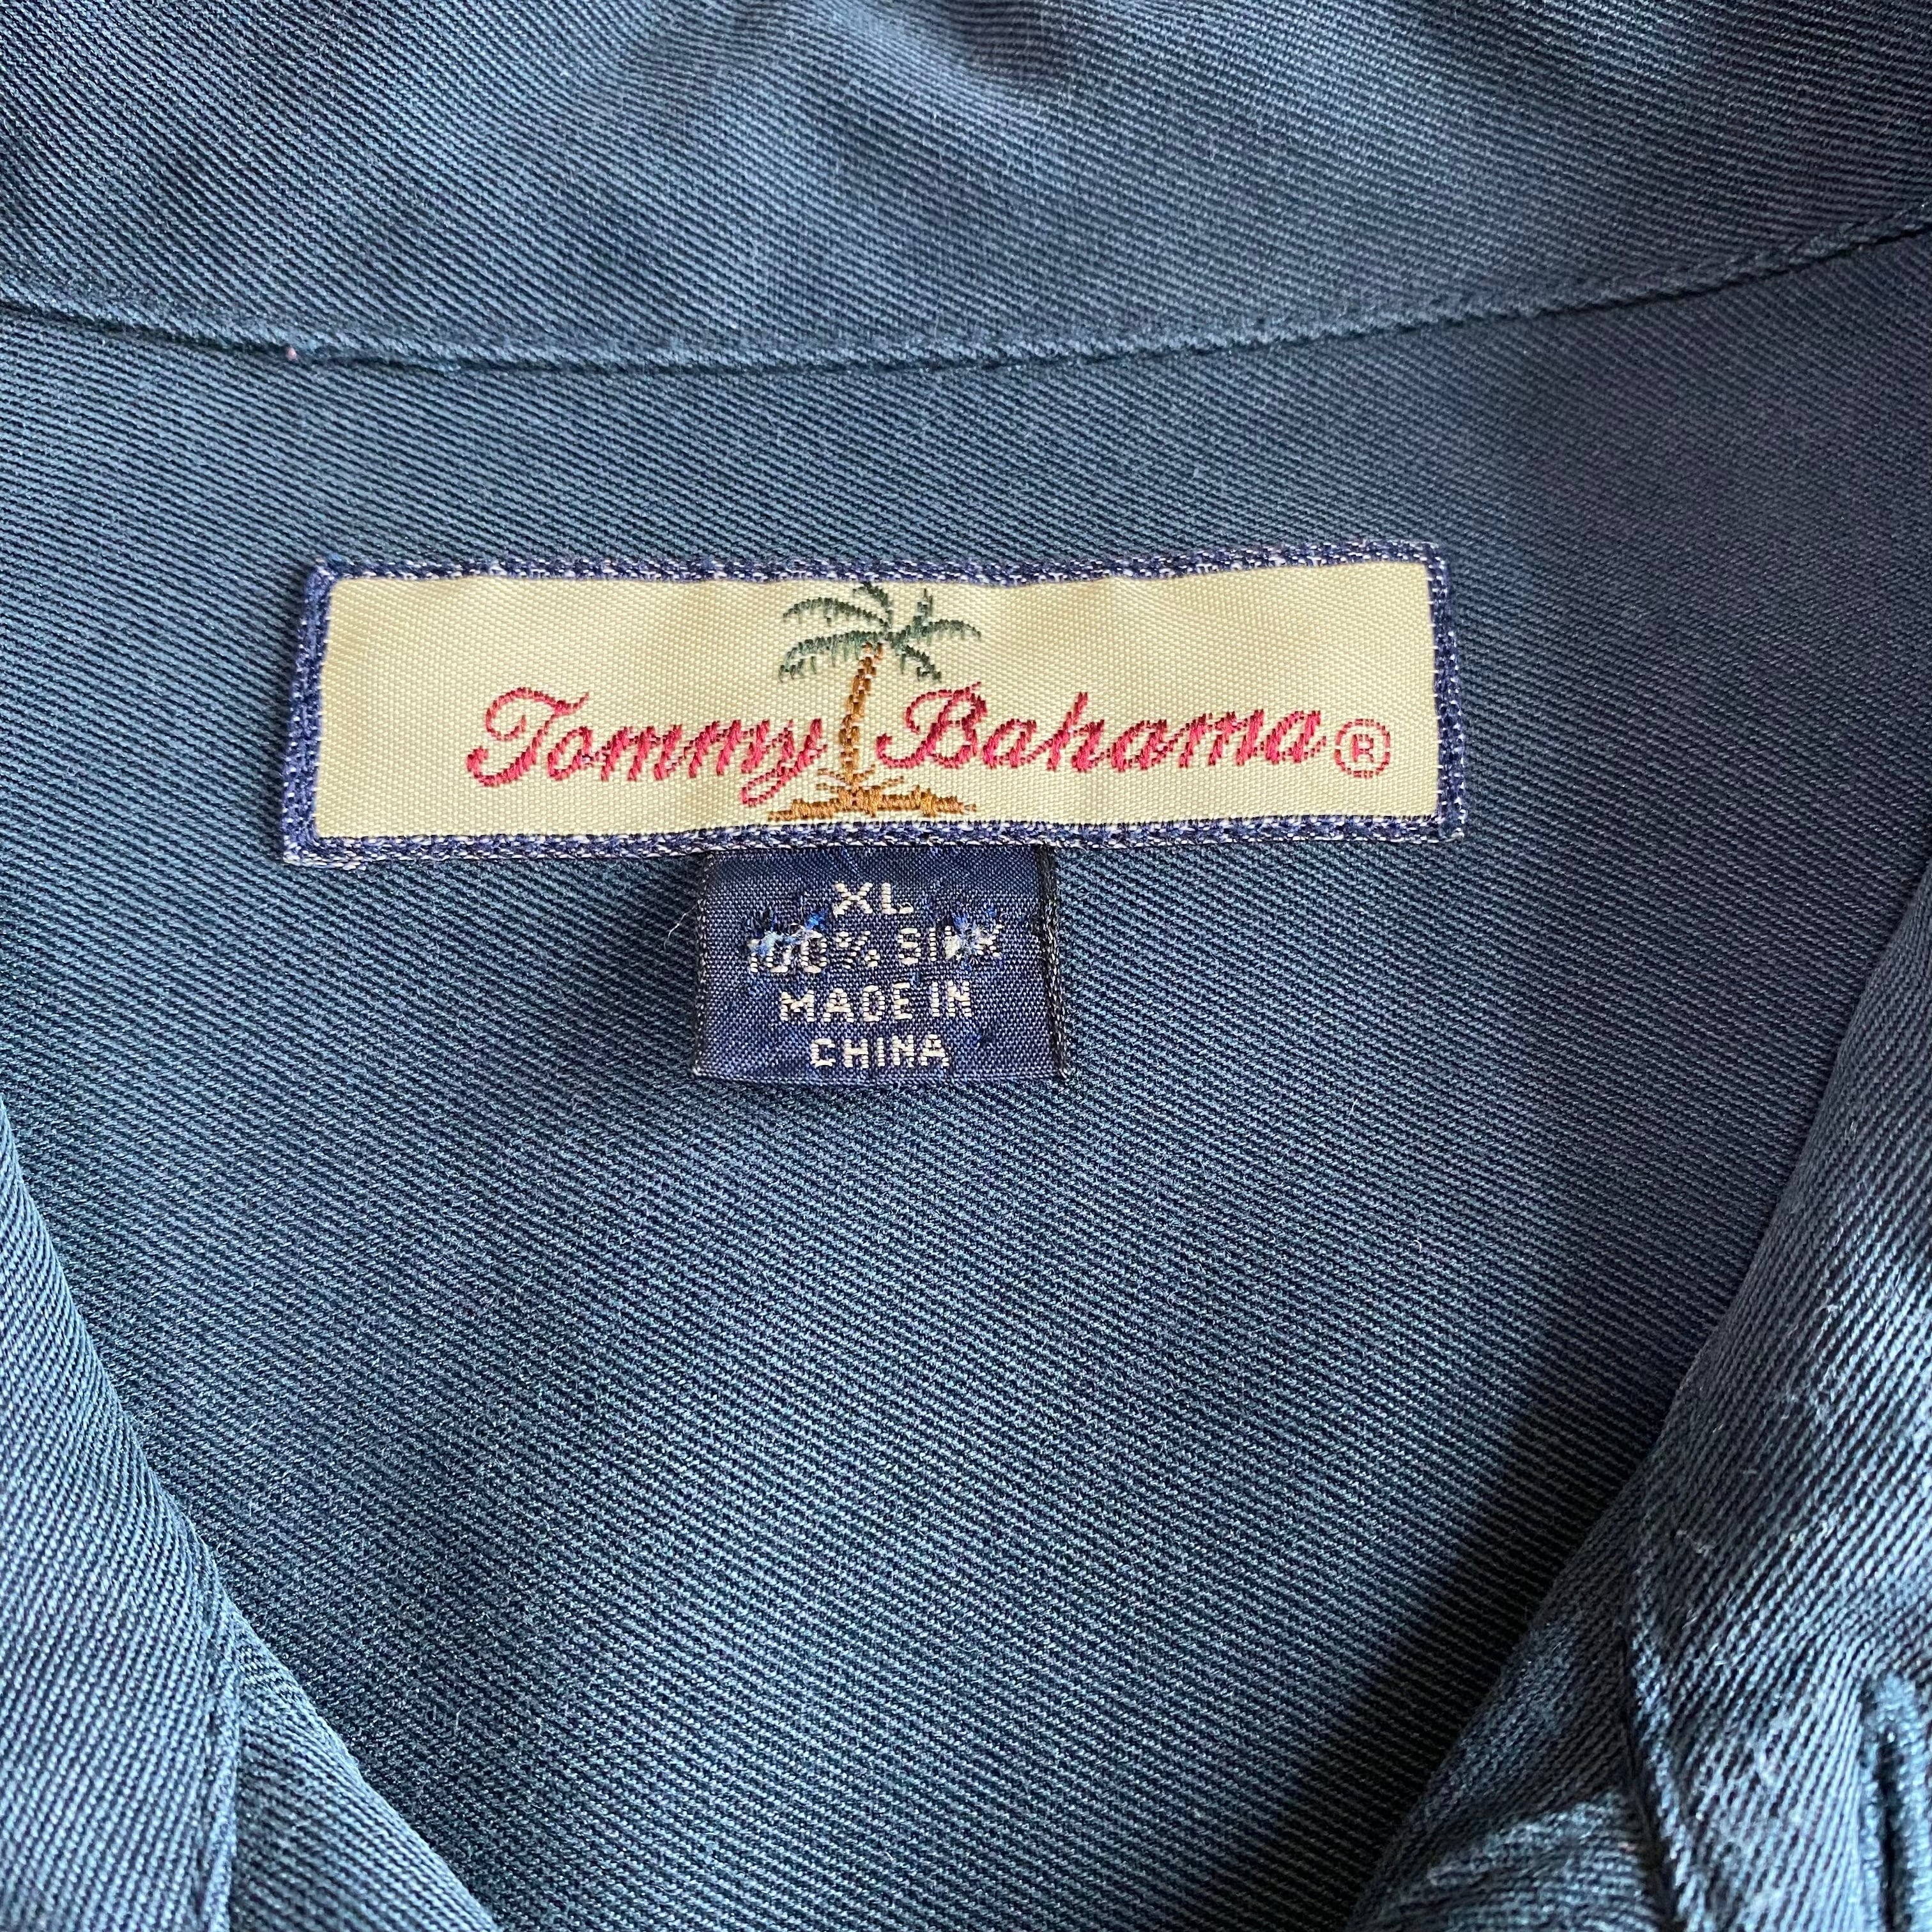 Tommy Bahama®
XL
100% SILK
MADE IN
CHINA